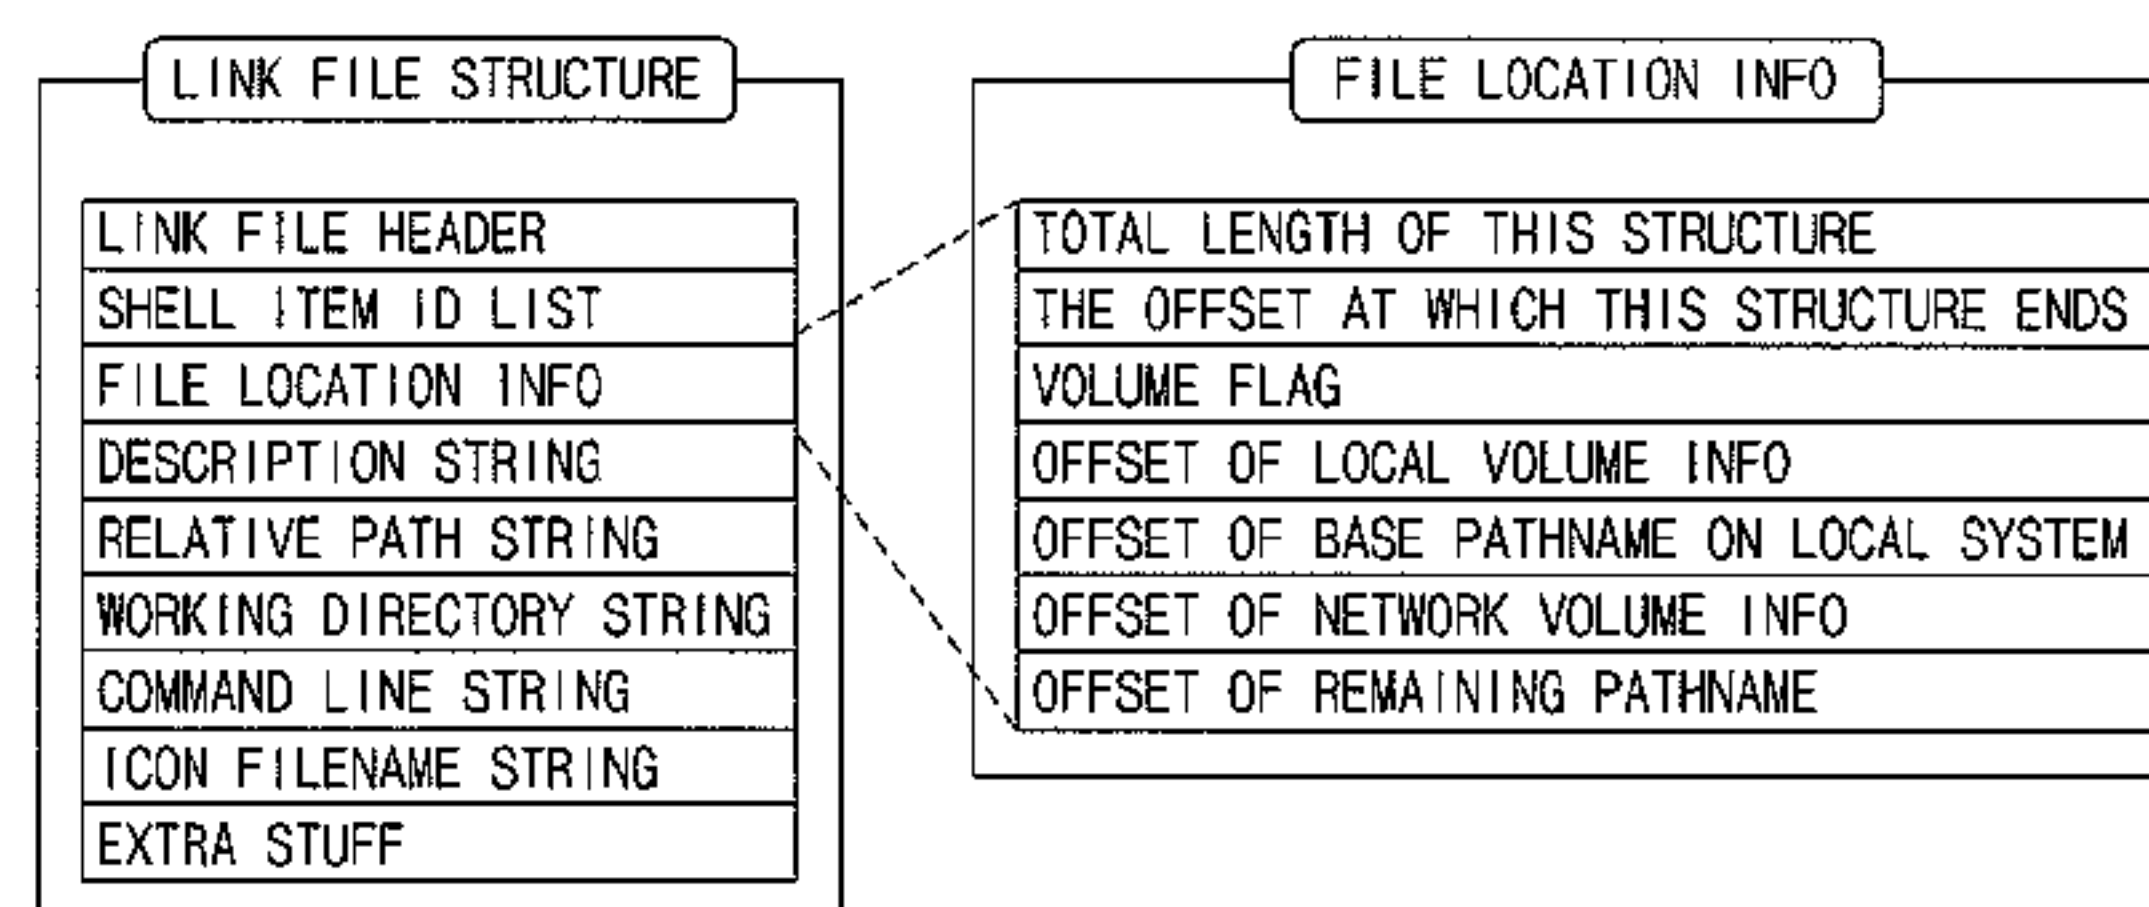 LINK FILE STRUCTURE
LINK FILE HEADER
SHELL ITEM ID LIST
FILE LOCATION INFO
DESCRIPTION STRING
RELATIVE PATH STRING
WORKING DIRECTORY STRING
COMMAND LINE STRING
ICON FILENAME STRING
EXTRA STUFF
FILE LOCATION INFO
TOTAL LENGTH OF THIS STRUCTURE
THE OFFSET AT WHICH THIS STRUCTURE ENDS
VOLUME FLAG
OFFSET OF LOCAL VOLUME INFO
OFFSET OF BASE PATHNAME ON LOCAL SYSTEM
OFFSET OF NETWORK VOLUME INFO
OFFSET OF REMAINING PATHNAME